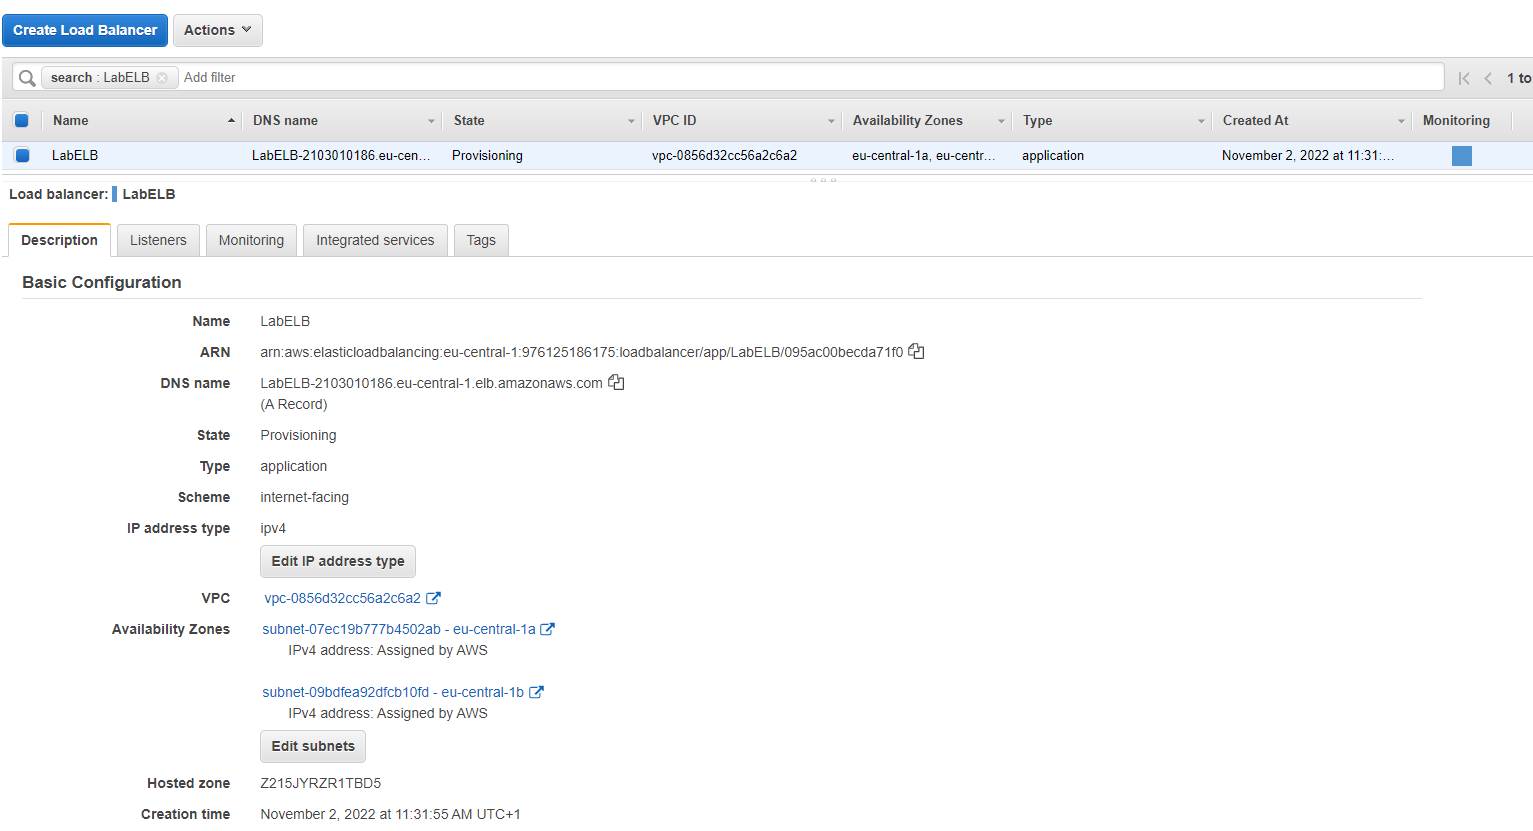 Create Load Balancer Actions
search : LabELB Add filter 1 to
Name DNS name State VPC ID Availability Zones Type Created At Monitoring
LabELB LabELB-2103010186.eu-cen... Provisioning vpc-0856d32cc56a2c6a2 eu-central-1a, eu-centr... application November 2, 2022 at 11:31:...
Load balancer: LabELB
Description Listeners Monitoring Integrated services Tags
Basic Configuration
Name LabELB
ARN arn:aws:elasticloadbalancing:eu-central-1:976125186175:loadbalancer/app/LabELB/095ac00becda71f0
DNS name LabELB-2103010186.eu-central-1.elb.amazonaws.com
(A Record)
State Provisioning
Type application
Scheme internet-facing
IP address type ipv4
Edit IP address type
VPC vpc-0856d32cc56a2c6a2
Availability Zones subnet-07ec19b777b4502ab - eu-central-1a
IPv4 address: Assigned by AWS
subnet-09bdfea92dfcb10fd - eu-central-1b
IPv4 address: Assigned by AWS
Edit subnets
Hosted zone Z215JYRZR1TBD5
Creation time November 2, 2022 at 11:31:55 AM UTC+1